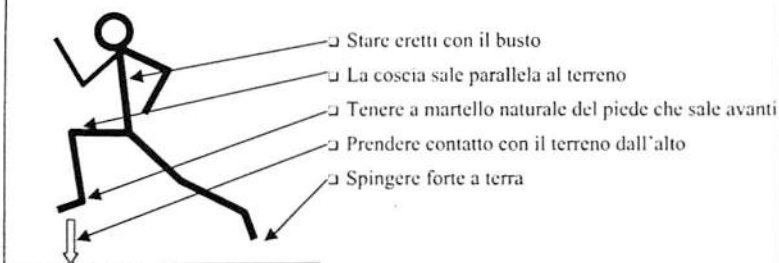 ❑ Stare eretti con il busto
❑ La coscia sale parallela al terreno
❑ Tenere a martello naturale del piede che sale avanti
❑ Prendere contatto con il terreno dall'alto
❑ Spingere forte a terra